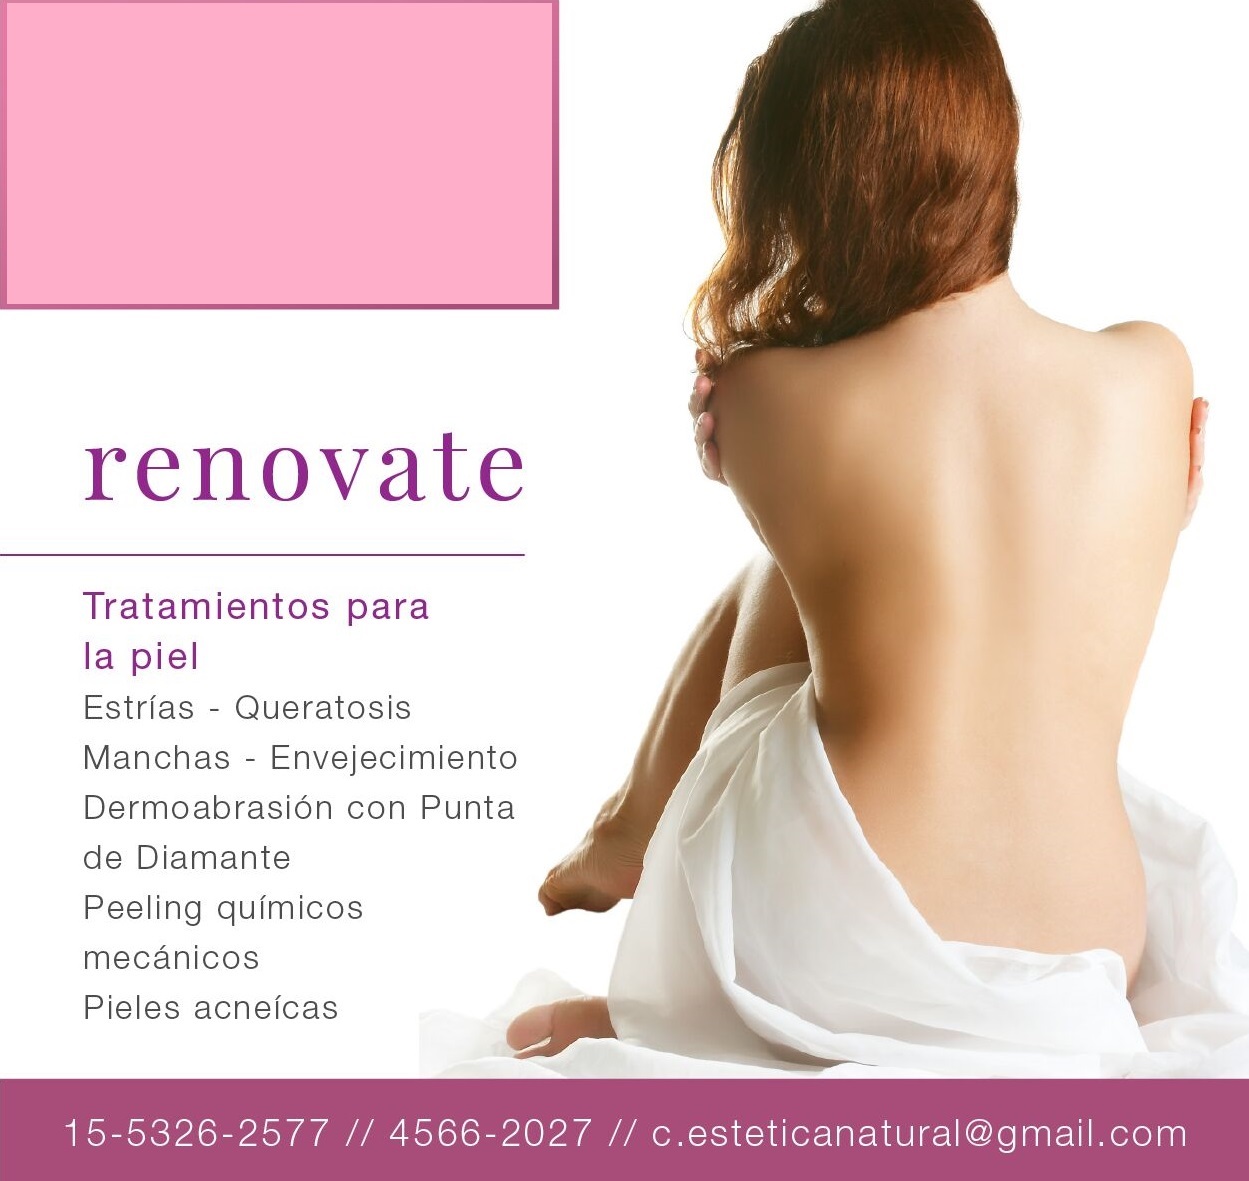 renovate
Tratamientos para
la piel
Estrías - Queratosis
Manchas - Envejecimiento
Dermoabrasión con Punta
de Diamante
Peeling químicos
mecánicos
Pieles acneícas
15-5326-2577 // 4566-2027 // c.esteticanatural@gmail.com